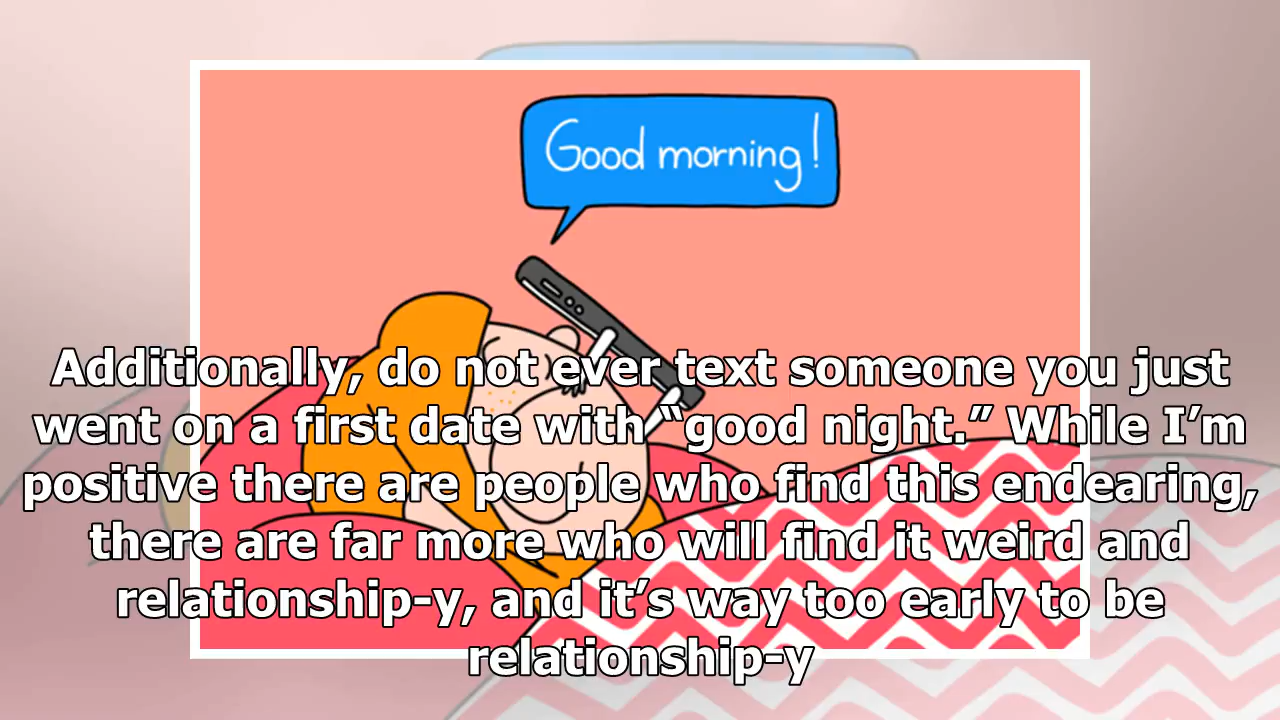 Good morning!
Additionally, do not ever text someone you just
went on a first date with “good night.” While I’m
positive there are people who find this endearing,
there are far more who will find it weird and
relationship-y, and it’s way too early to be
relationship-y